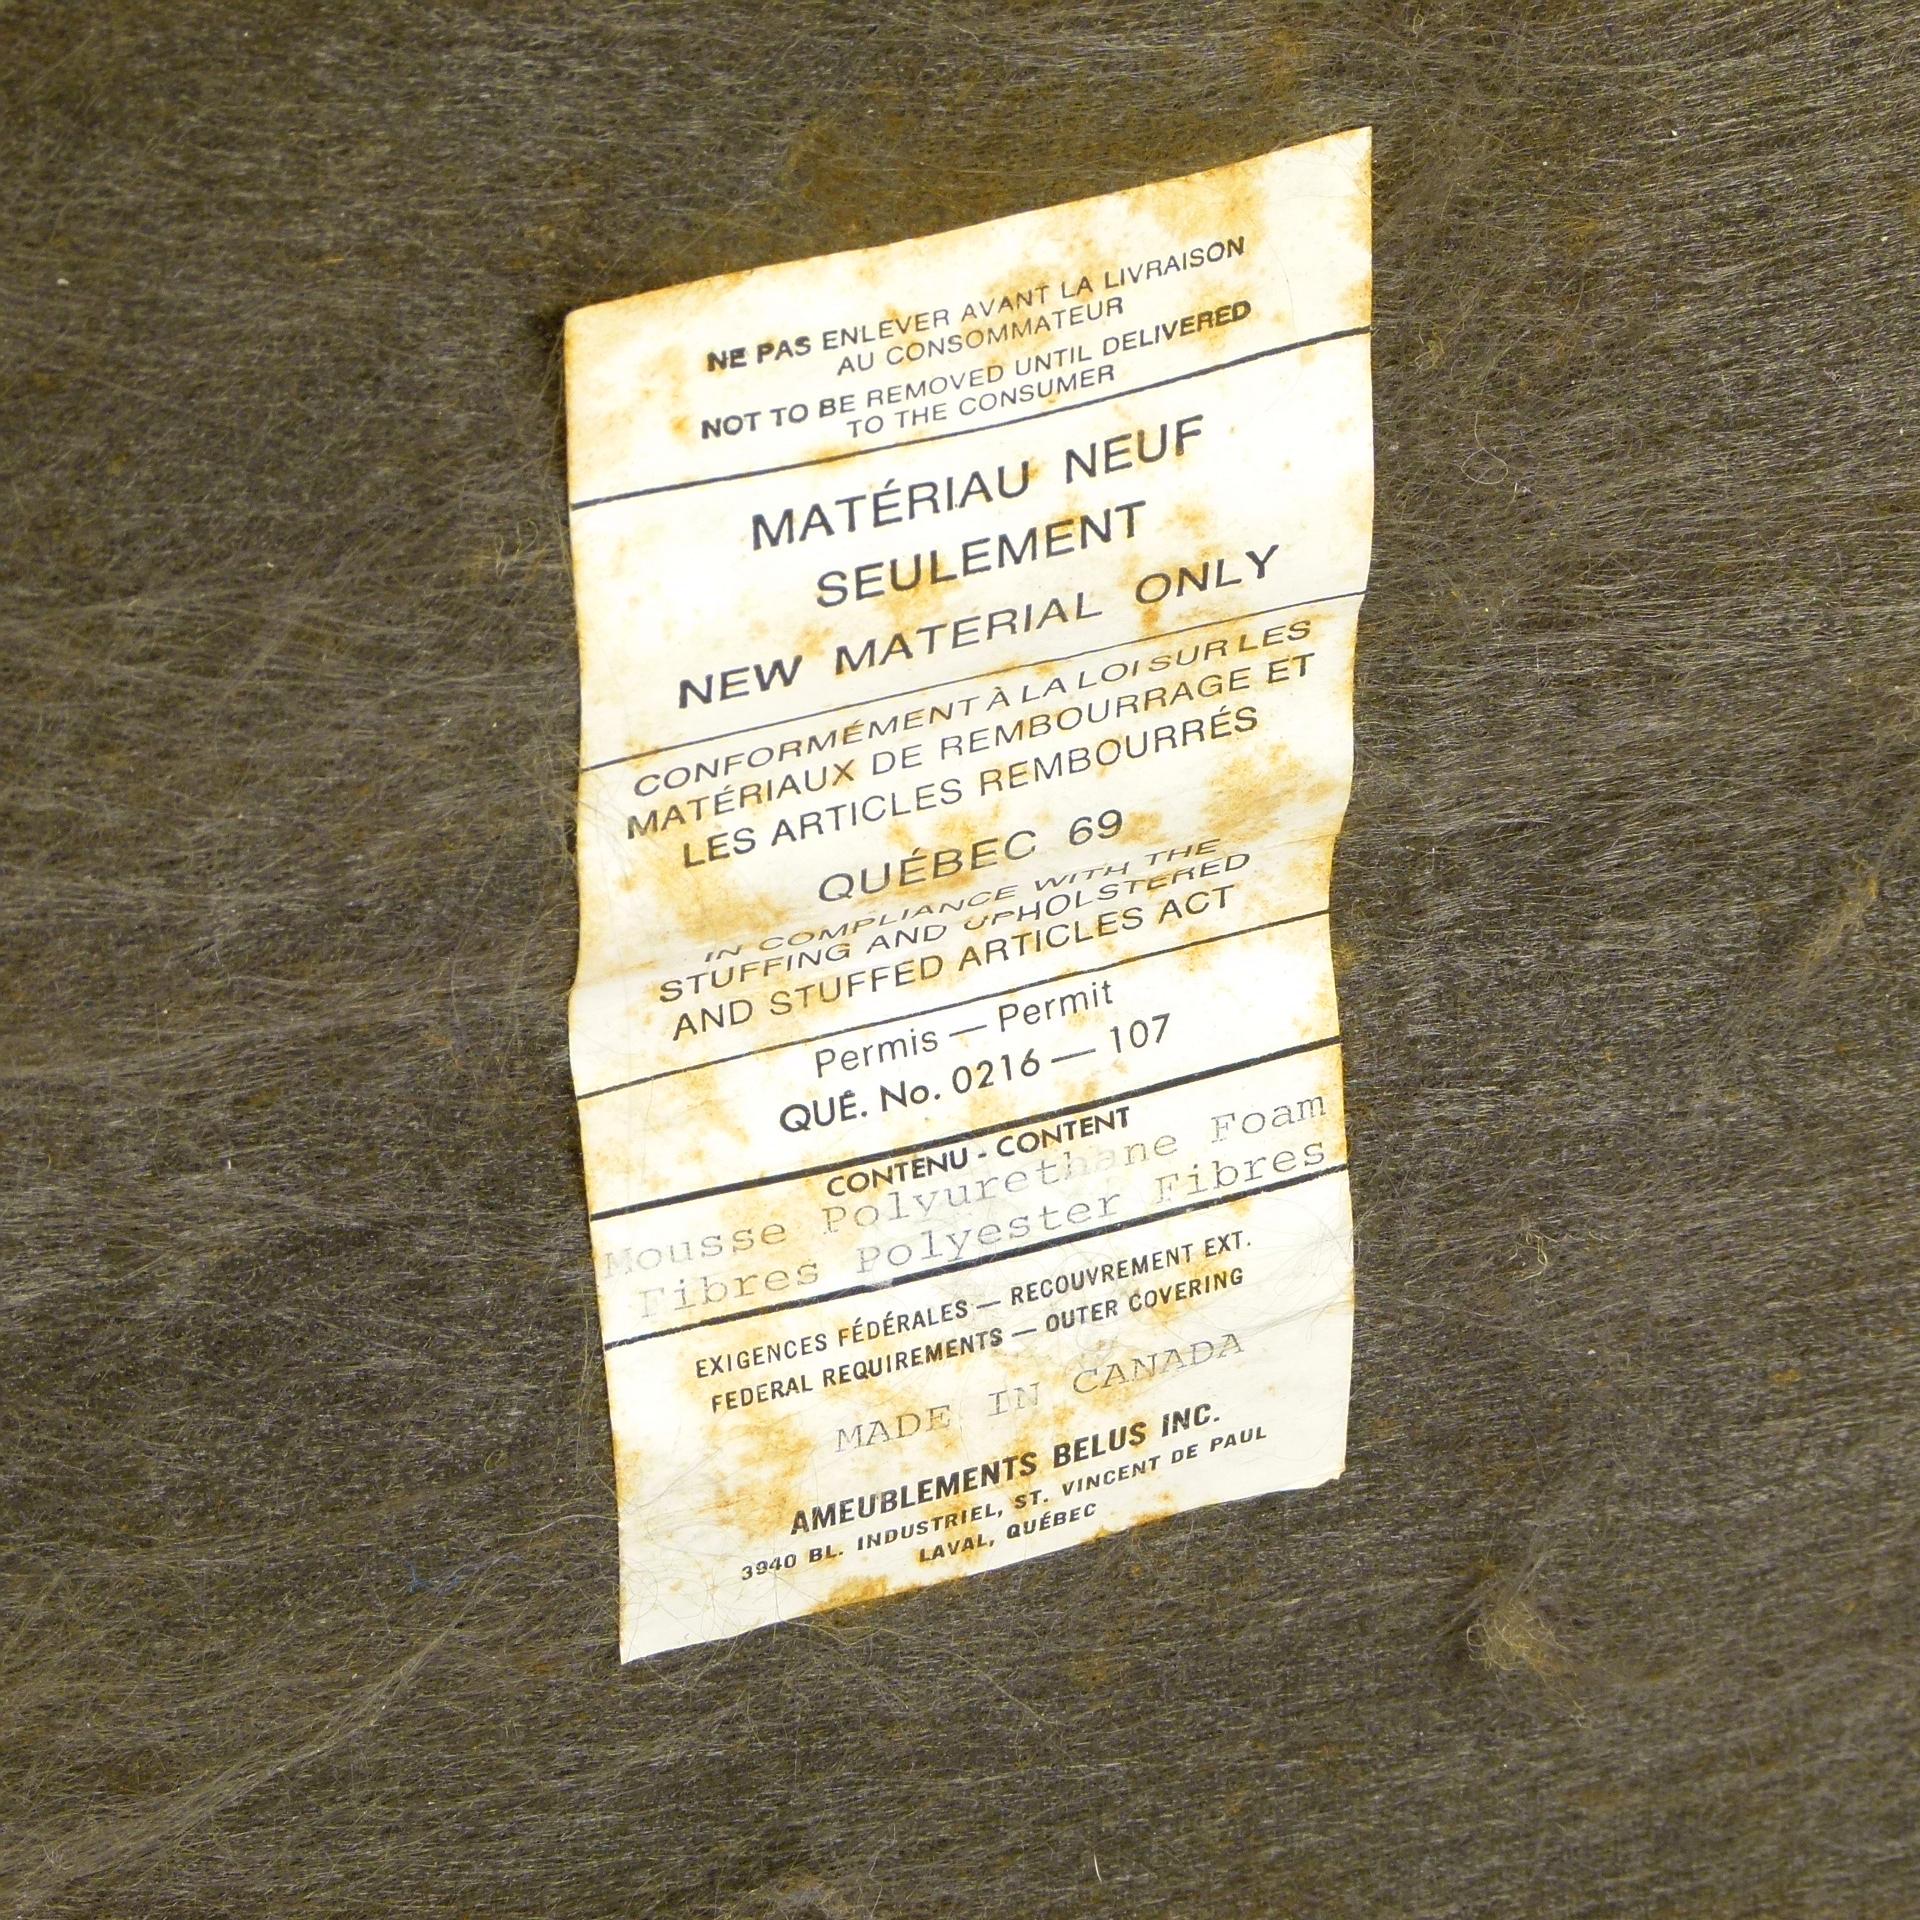 NE PAS ENLEVER AVANT LA LIVRAISON
AU CONSOMMATEUR
NOT TO BE REMOVED UNTIL DELIVERED
TO THE CONSUMER
MATÉRIAU NEUF
SEULEMENT
NEW MATERIAL ONLY
CONFORMÉMENT À LA LOI SUR LES
MATÉRIAUX DE REMBOURRAGE ET
LES ARTICLES REMBOURRÉS
QUÉBEC 69
IN COMPLIANCE WITH THE
STUFFING AND UPHOLSTERED
AND STUFFED ARTICLES ACT
Permis — Permit
QUÉ. No. 0216 — 107
CONTENU - CONTENT
Mousse Polyurethane Foam
Fibres Polyester Fibres
EXIGENCES FÉDÉRALES — RECOUVREMENT EXT.
FEDERAL REQUIREMENTS — OUTER COVERING
MADE IN CANADA
AMEUBLEMENTS BELUS INC.
3940 BL. INDUSTRIEL, ST. VINCENT DE PAUL
LAVAL, QUÉBEC